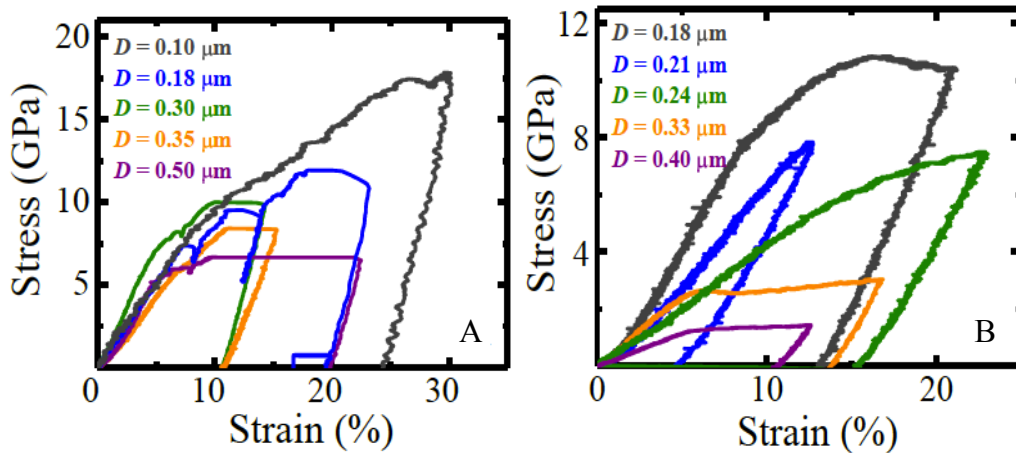 20
15
10
5
0
10
20
30
Stress (GPa)
Strain (%)
D = 0.10 μm
D = 0.18 μm
D = 0.30 μm
D = 0.35 μm
D = 0.50 μm
A
12
8
4
0
10
20
Stress (GPa)
Strain (%)
D = 0.18 μm
D = 0.21 μm
D = 0.24 μm
D = 0.33 μm
D = 0.40 μm
B